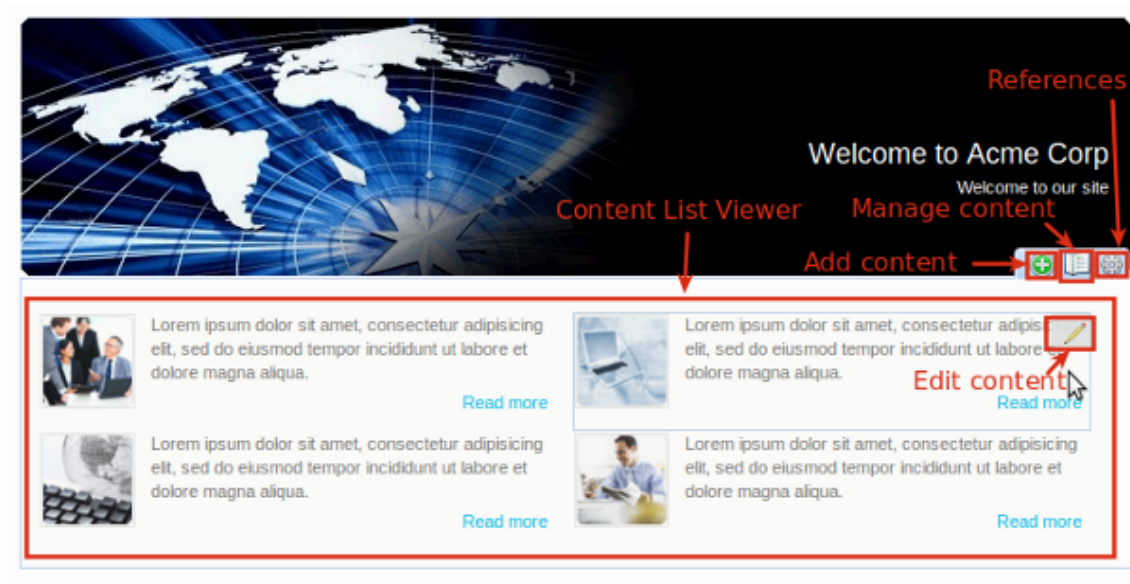 References
Welcome to Acme Corp
Welcome to our site
Content List Viewer
Manage content
Add content
Lorem ipsum dolor sit amet, consectetur adipisicing
elit, sed do eiusmod tempor incididunt ut labore et
dolore magna aliqua.
Read more
Lorem ipsum dolor sit amet, consectetur
elit, sed do eiusmod tempor incididunt ut labore
dolore magna aliqua.
Edit content
Read more
Lorem ipsum dolor sit amet, consectetur adipisicing
elit, sed do eiusmod tempor incididunt ut labore et
dolore magna aliqua.
Read more
Lorem ipsum dolor sit amet, consectetur adipisicing
elit, sed do eiusmod tempor incididunt ut labore et
dolore magna aliqua.
Read more